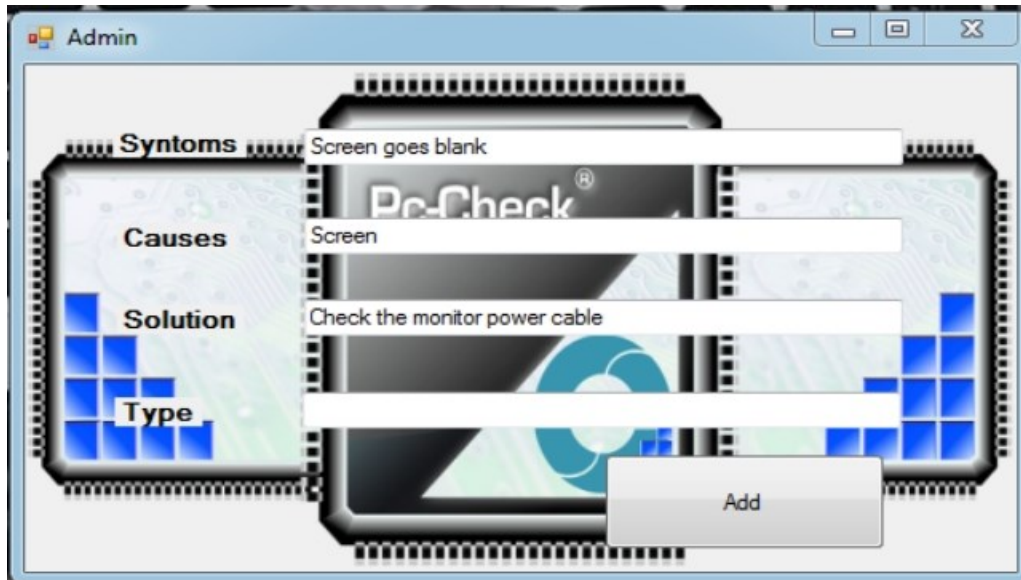 Admin
Syntoms Screen goes blank
Pc-Check®
Causes Screen
Solution Check the monitor power cable
Type
Add